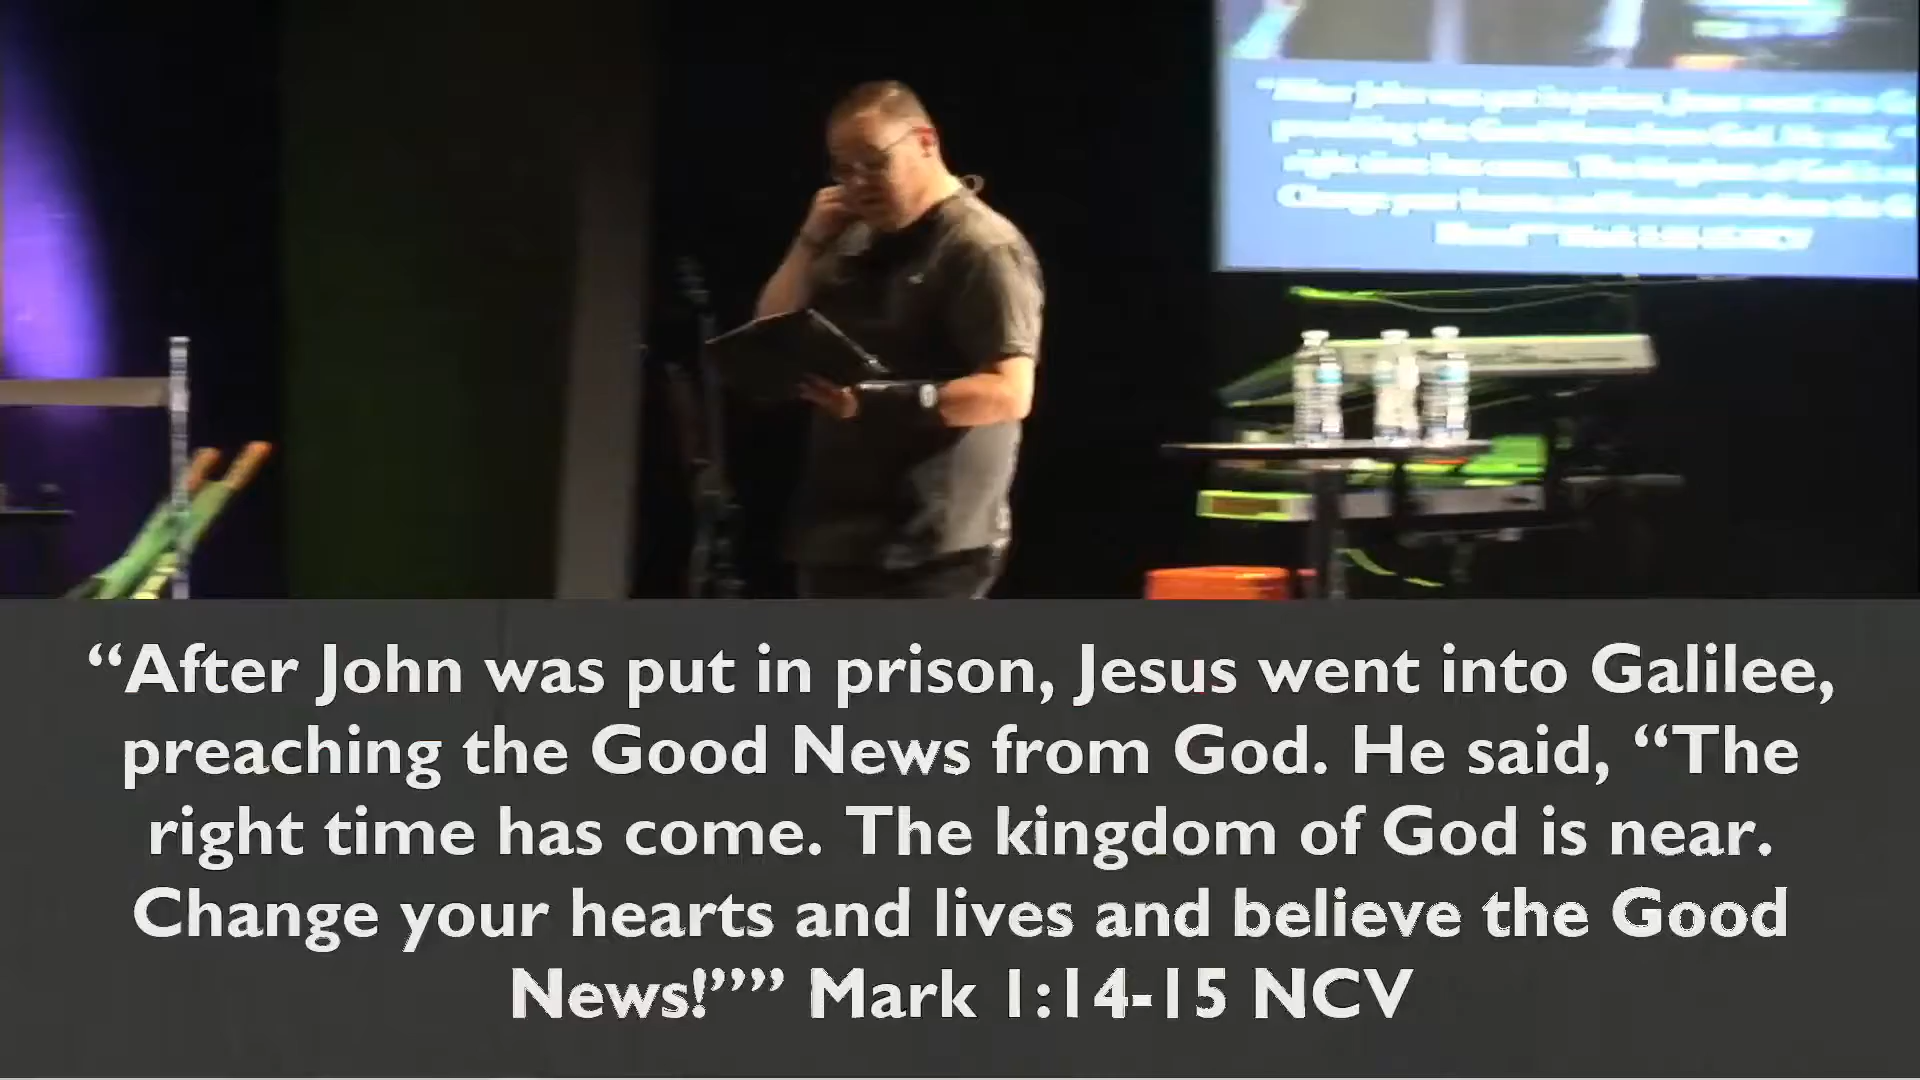 “After John was put in prison, Jesus went into Galilee,
preaching the Good News from God. He said, “The
right time has come. The kingdom of God is near.
Change your hearts and lives and believe the Good
News!””” Mark 1:14-15 NCV